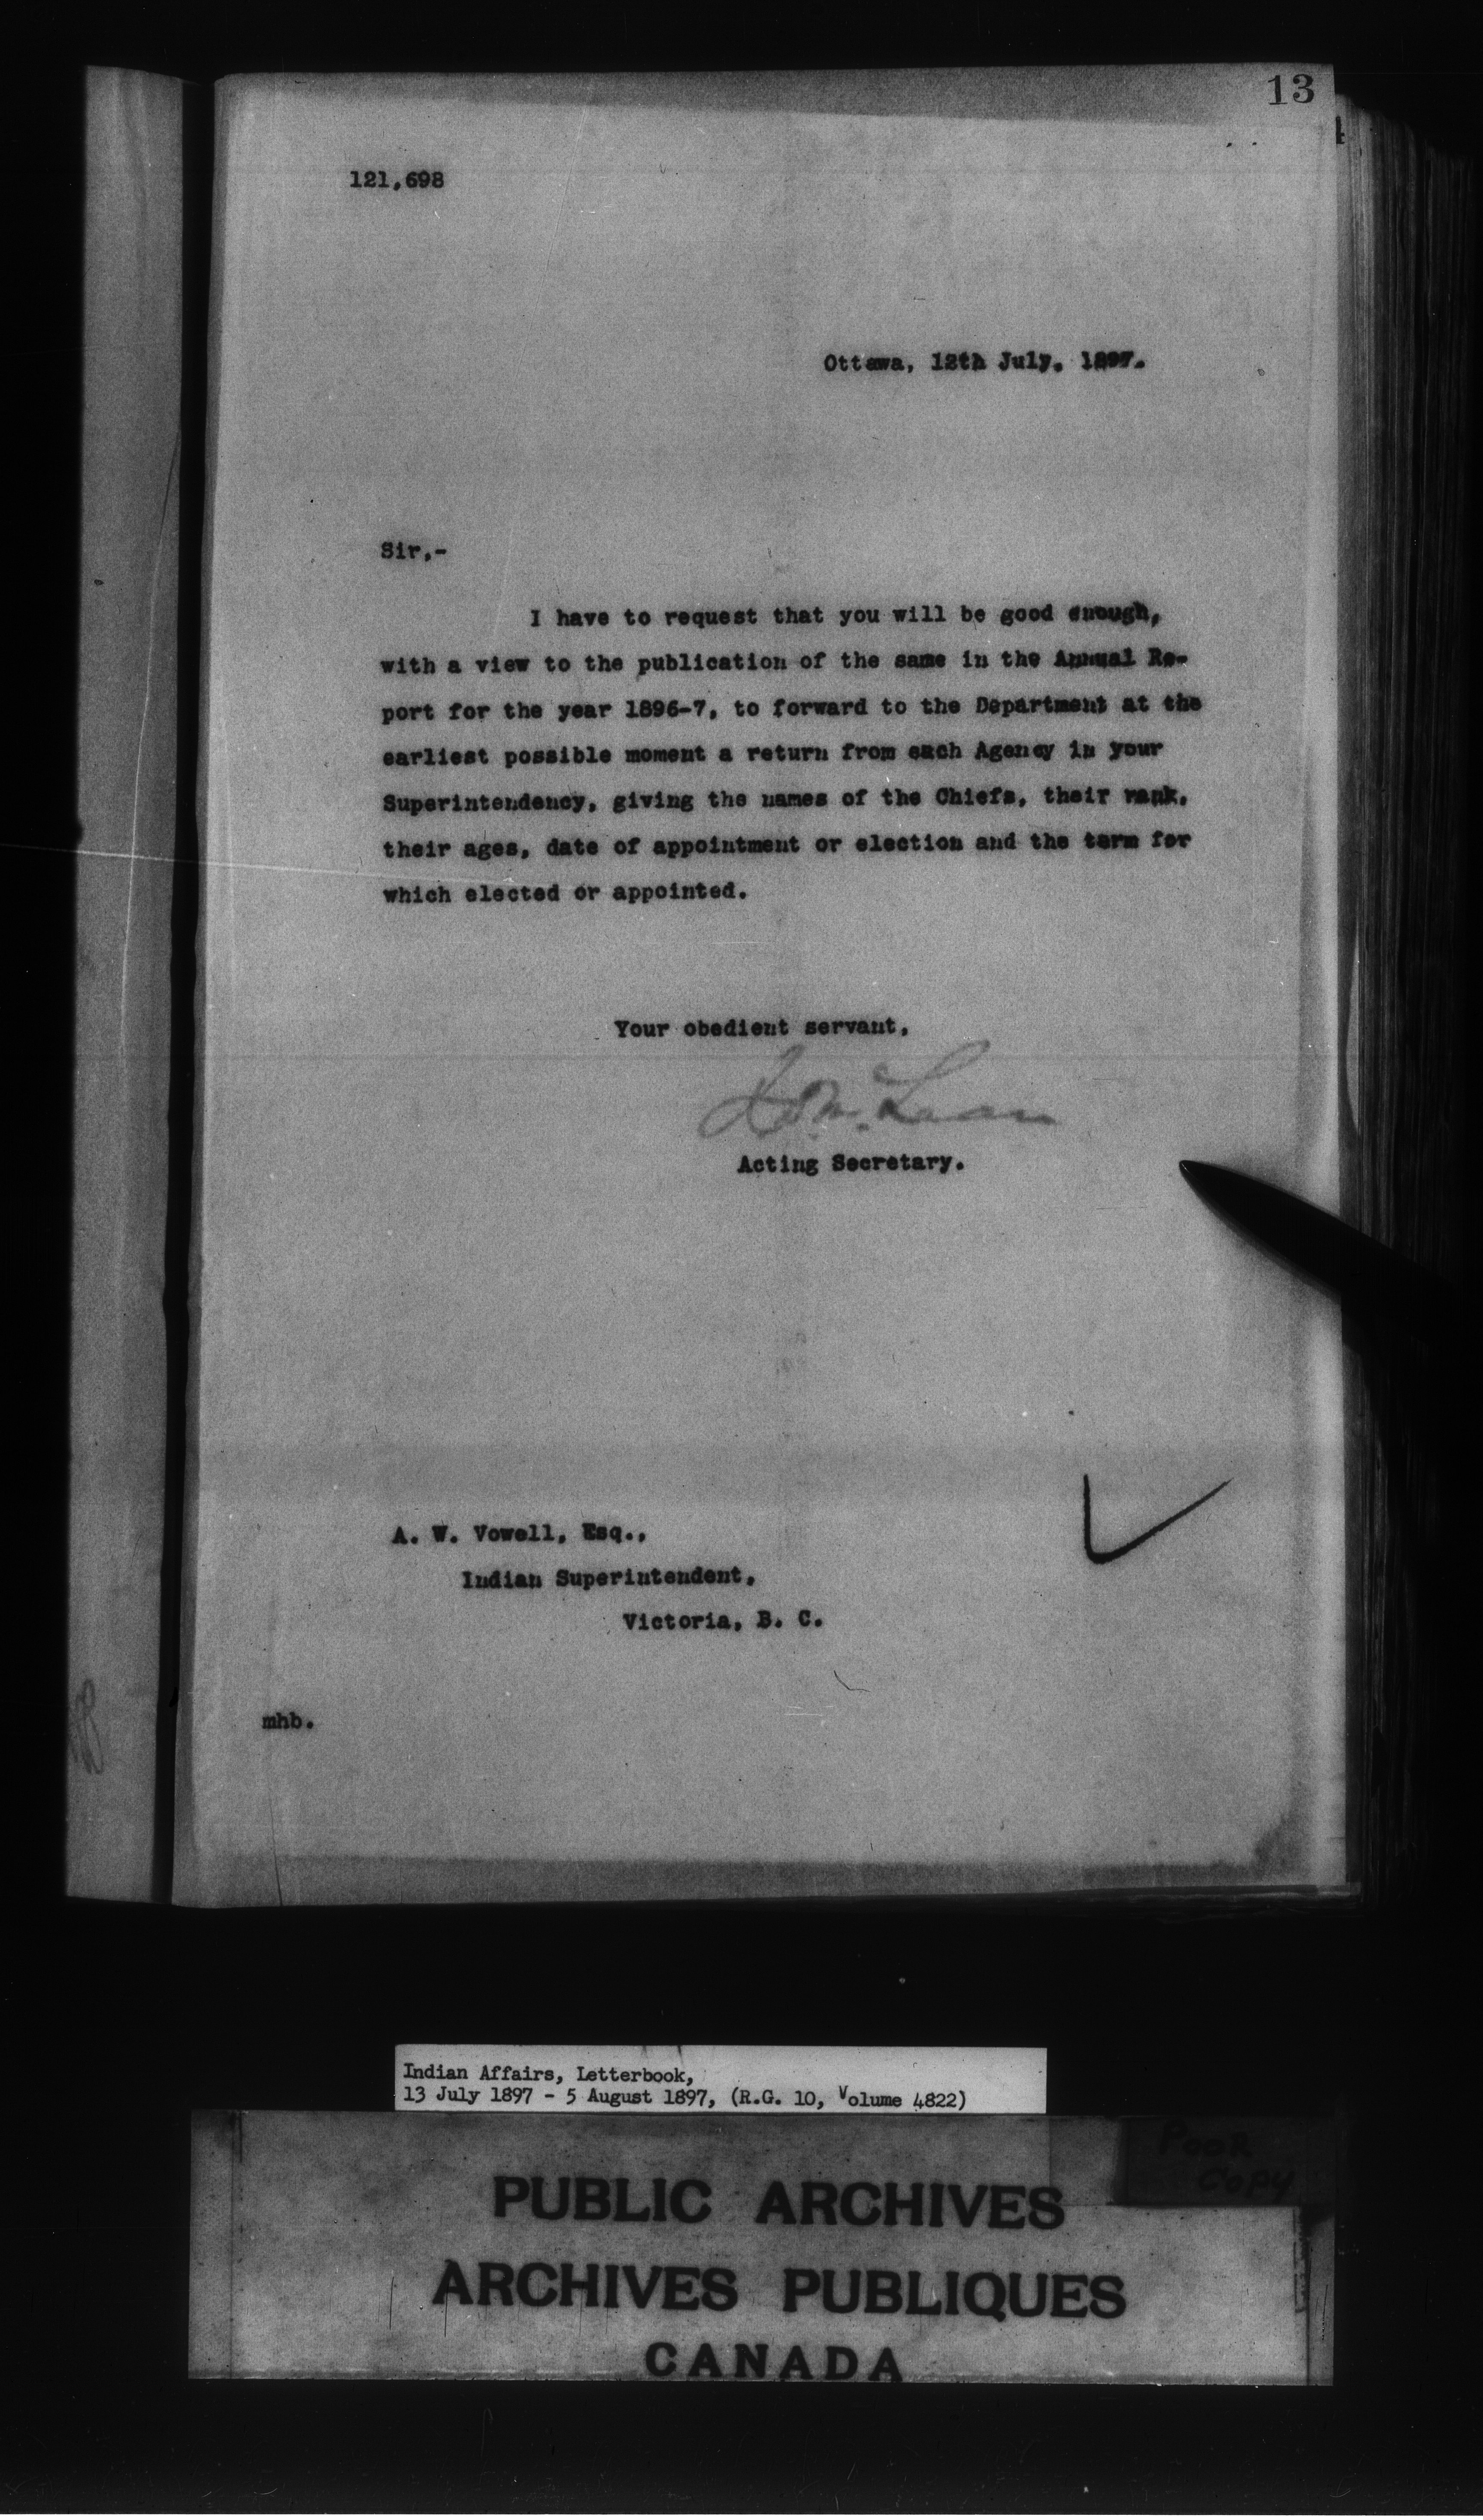 13
121,698
Ottawa, 12th July, 1897.
Sir,-
I have to request that you will be good enough,
with a view to the publication of the same in the Annual Re-
port for the year 1896-7, to forward to the Department at the
earliest possible moment a return from each Agency in your
Superintendency, giving the names of the Chiefs, their rank,
their ages, date of appointment or election and the term for
which elected or appointed.
Your obedient servant,
McLean
Acting Secretary.
A. W. Vowell, Esq.,
Indian Superintendent,
Victoria, B. C.
mhb.
Indian Affairs, Letterbook,
13 July 1897 - 5 August 1897, (R.G. 10, Volume 4822)
Poor
Copy
PUBLIC ARCHIVES
ARCHIVES PUBLIQUES
CANADA